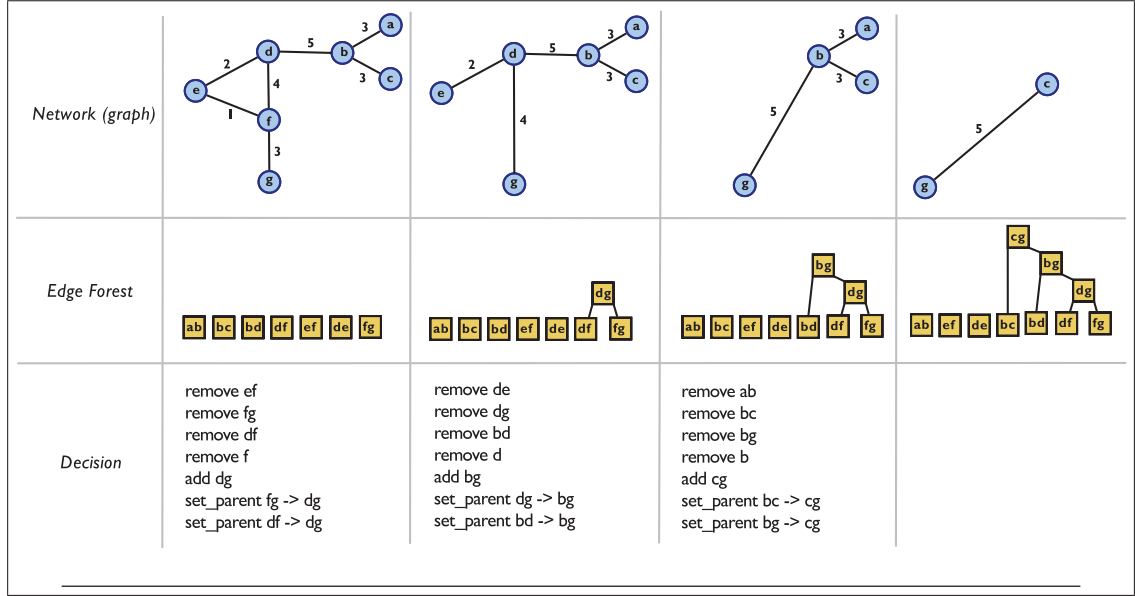 Network (graph)
a
3
d
5
b
2
3
c
4
e
1
f
3
g
a
3
d
5
b
2
3
c
e
4
g
a
3
b
3
c
5
g
c
5
g
Edge Forest
ab bc bd df ef de fg
dg
ab bc bd ef de df fg
bg
dg
ab bc ef de bd df fg
cg
bg
dg
ab ef de bc bd df fg
Decision
remove ef
remove fg
remove df
remove f
add dg
set_parent fg -> dg
set_parent df -> dg
remove de
remove dg
remove bd
remove d
add bg
set_parent dg -> bg
set_parent bd -> bg
remove ab
remove bc
remove bg
remove b
add cg
set_parent bc -> cg
set_parent bg -> cg